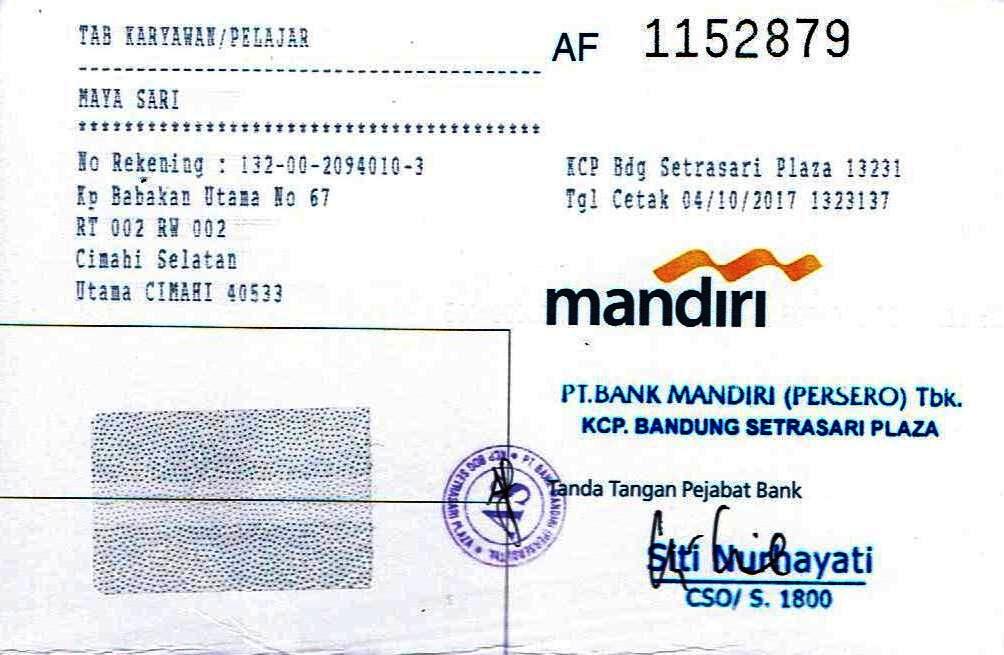 TAB KARYAWAN/PELAJAR
AF 1152879
MAYA SARI
No Rekening : 132-00-2094010-3
Kp Babakan Utama No 67
RT 002 RW 002
Cimahi Selatan
Utama CIMAHI 40533
KCP Bdg Setrasari Plaza 13231
Tgl Cetak 04/10/2017 1323137
mandiri
PT.BANK MANDIRI (PERSERO) Tbk.
KCP. BANDUNG SETRASARI PLAZA
PT. BANK MANDIRI (PERSERO) Tbk. KCP BDG SETRASARI PLAZA
Tanda Tangan Pejabat Bank
Siti Nurhayati
CSO/ S. 1800